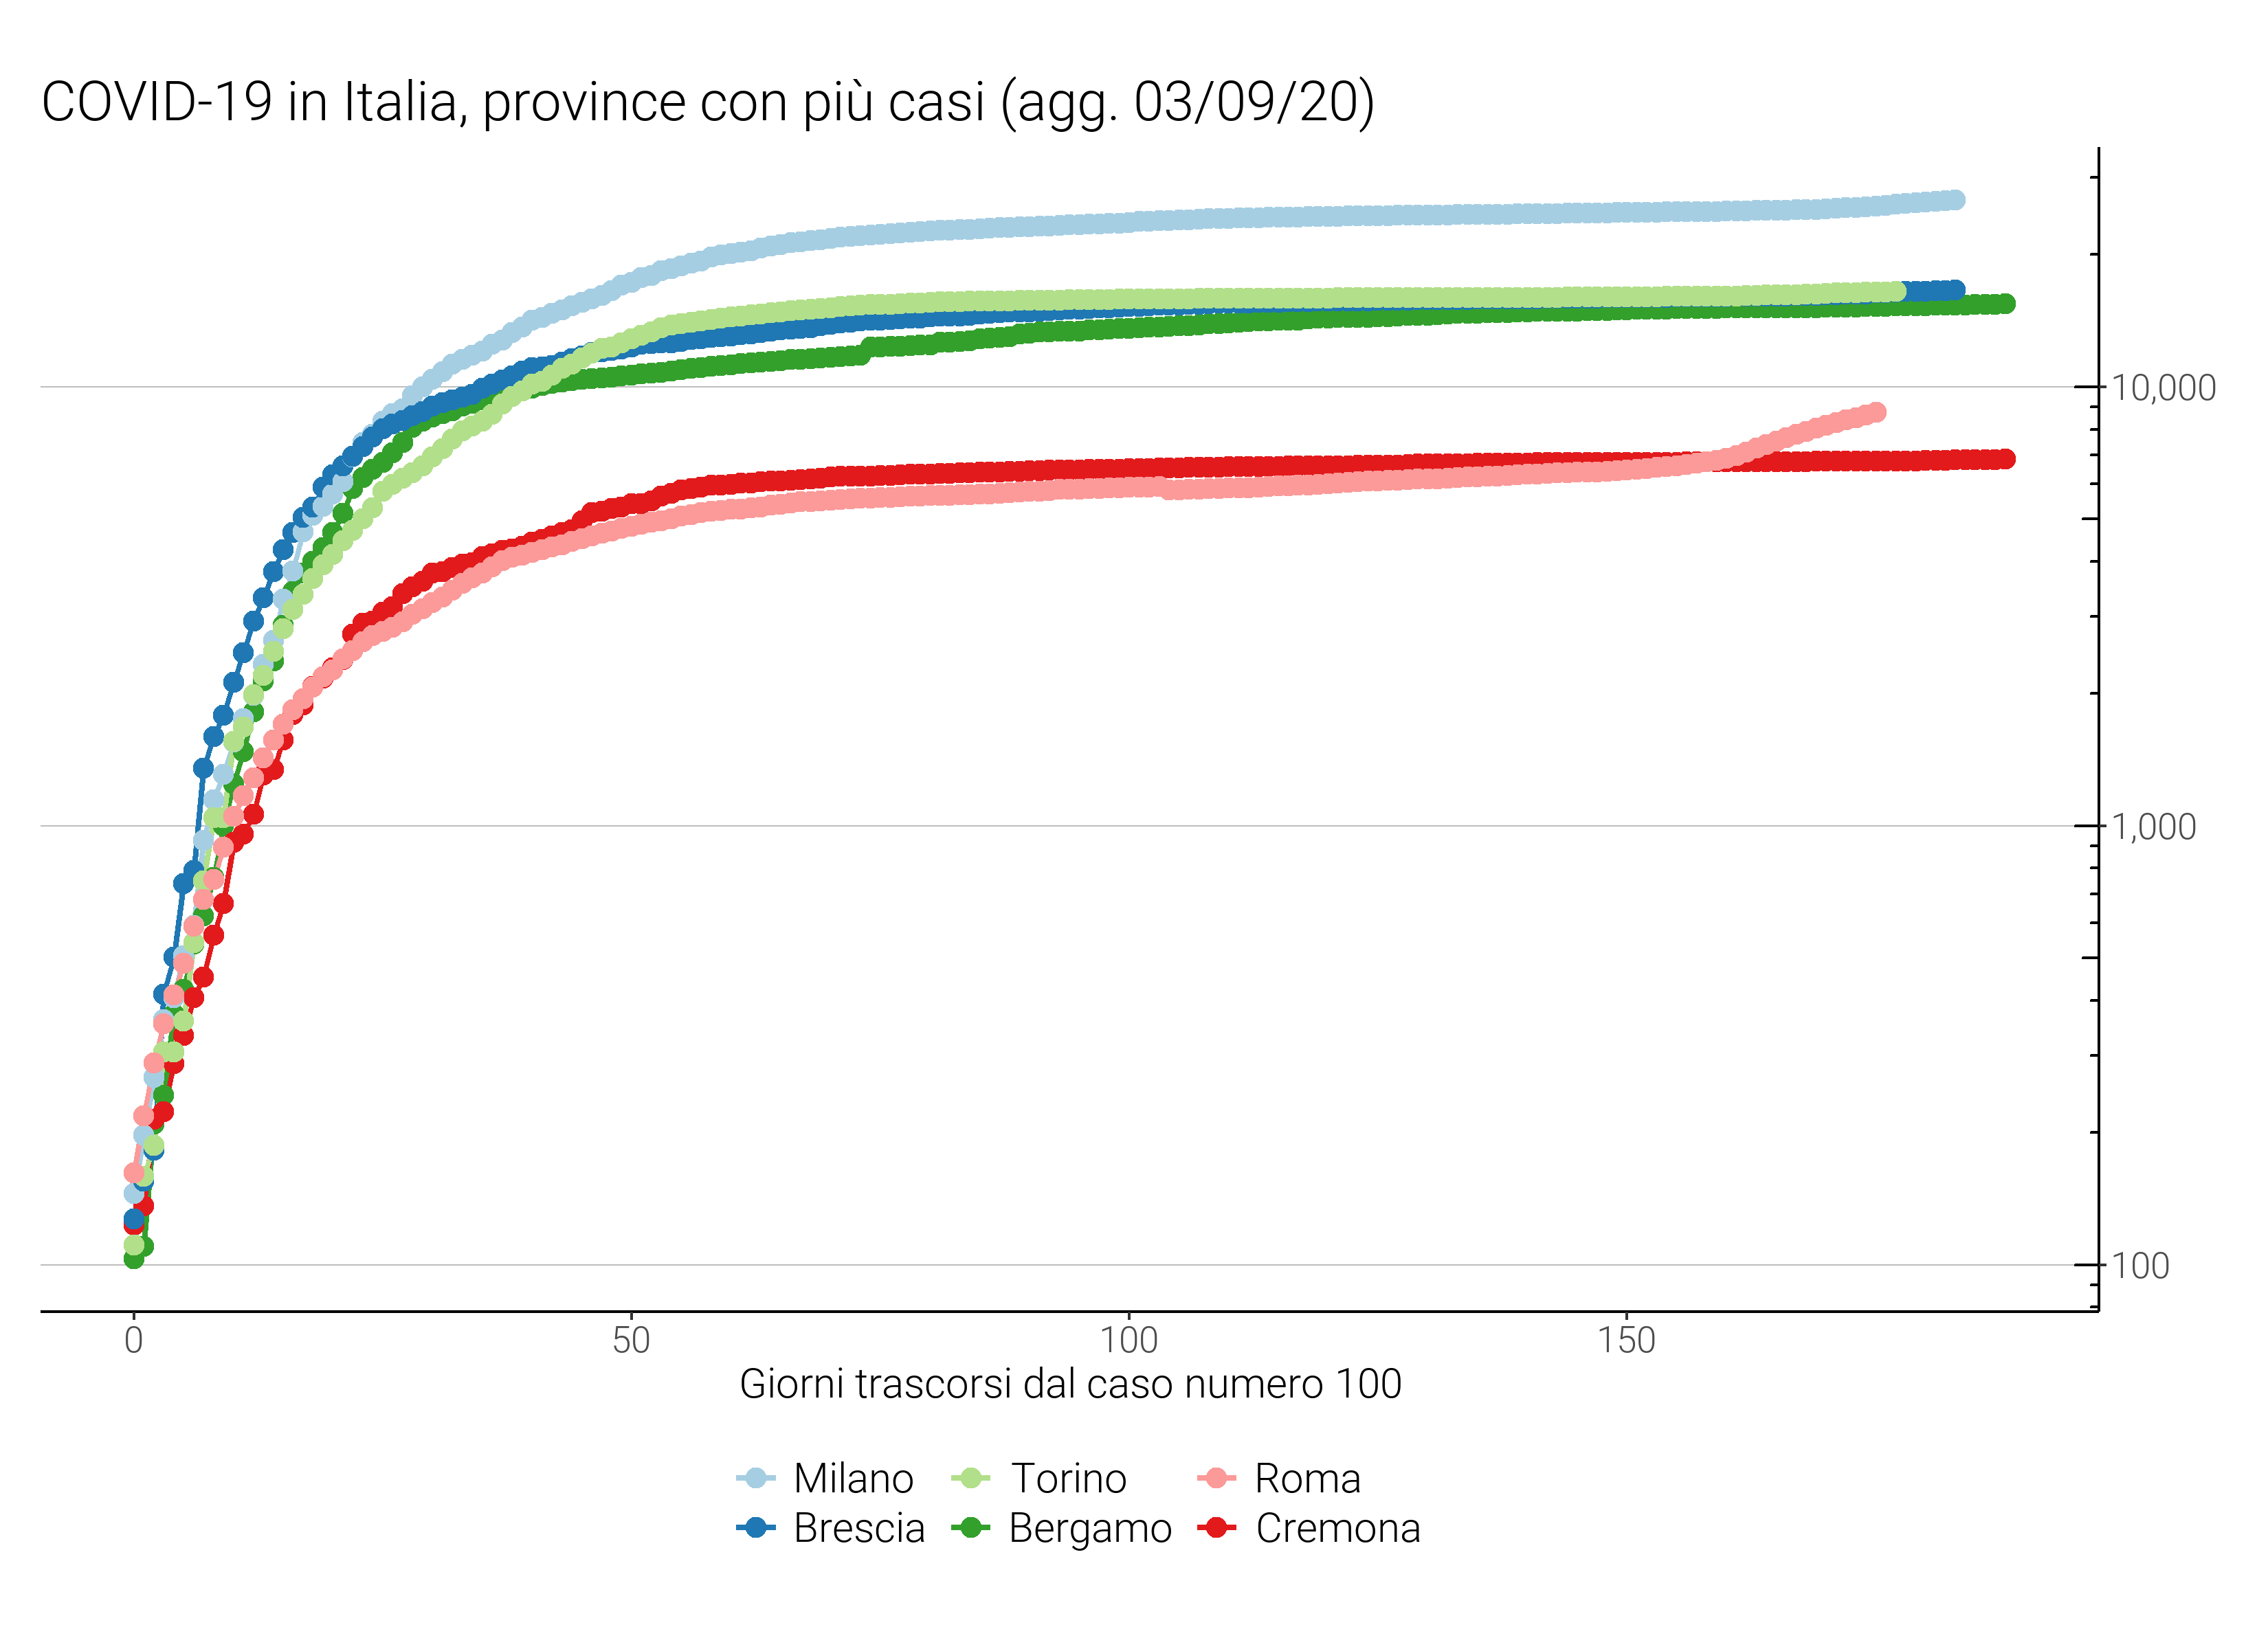 COVID-19 in Italia, province con più casi (agg. 03/09/20)
10,000
1,000
100
0 50 100 150
Giorni trascorsi dal caso numero 100
Milano Torino Roma
Brescia Bergamo Cremona